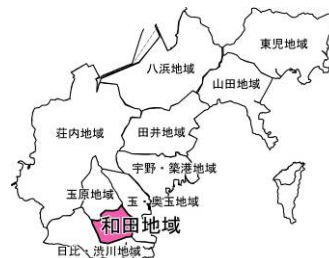 東児地域
八浜地域
山田地域
荘内地域
田井地域
宇野・築港地域
玉原地域
玉・奥玉地域
和田地域
日比・渋川地域